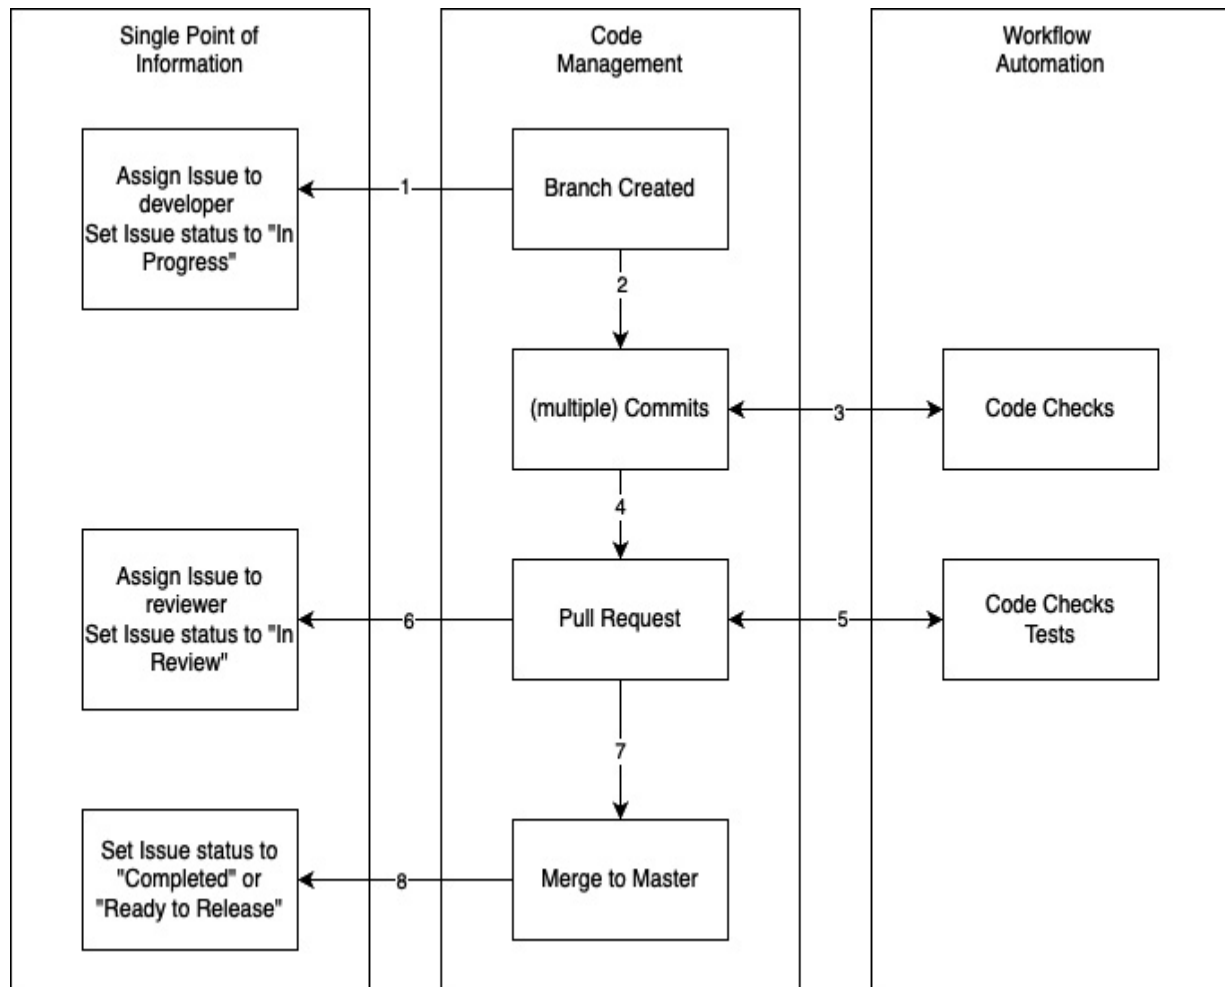 Single Point of
Information
Code
Management
Workflow
Automation
Assign Issue to
developer
Set Issue status to "In
Progress"
1
Branch Created
2
(multiple) Commits
3
Code Checks
4
Assign Issue to
reviewer
Set Issue status to "In
Review"
6
Pull Request
5
Code Checks
Tests
7
Set Issue status to
"Completed" or
"Ready to Release"
8
Merge to Master